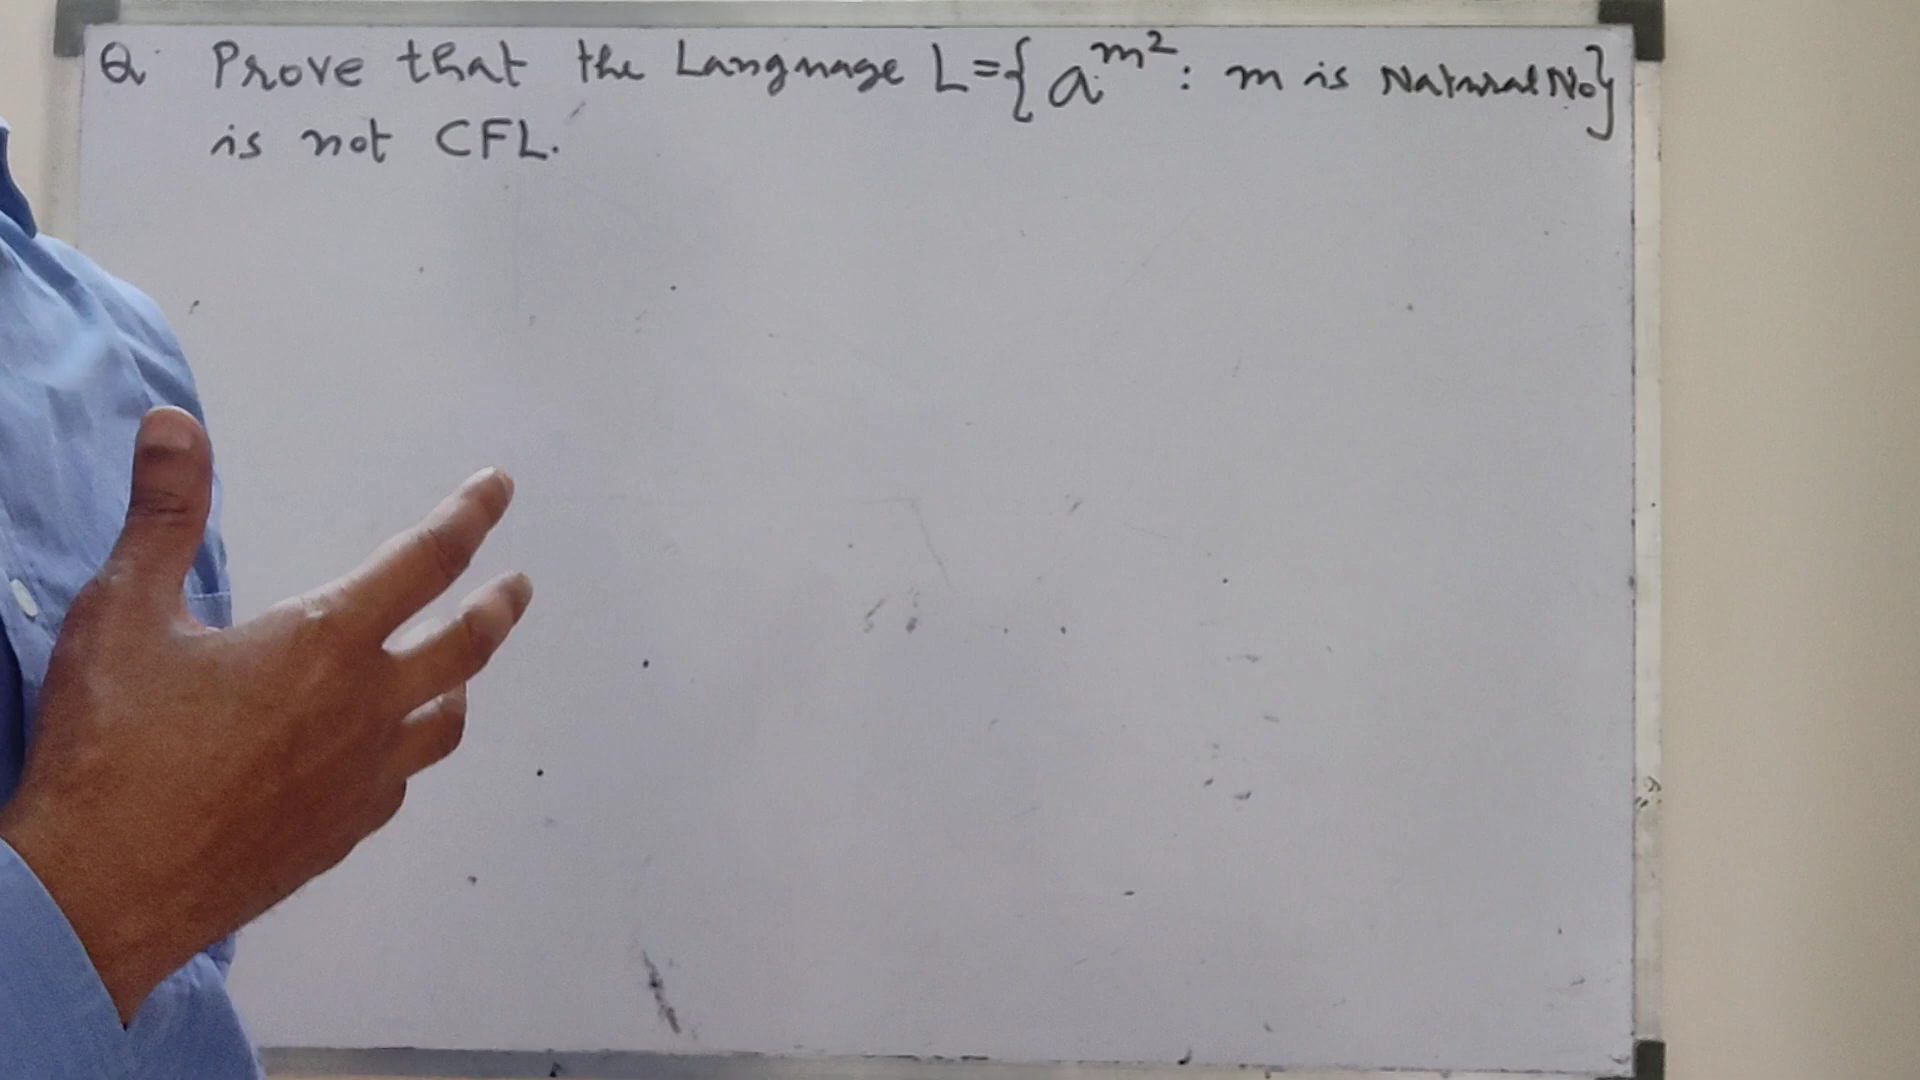 Q. Prove that the Language L={a^m²: m is Natural No}
is not CFL.